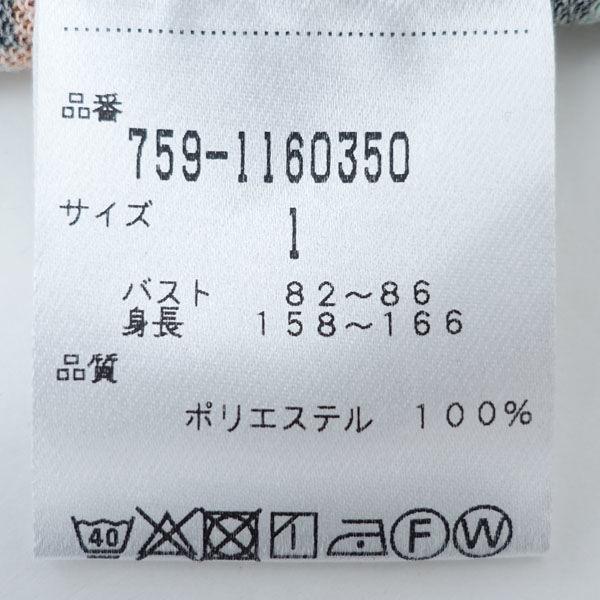 品番
759-1160350
サイズ
1
バスト 82～86
身長 158～166
品質
ポリエステル 100%
40 F W